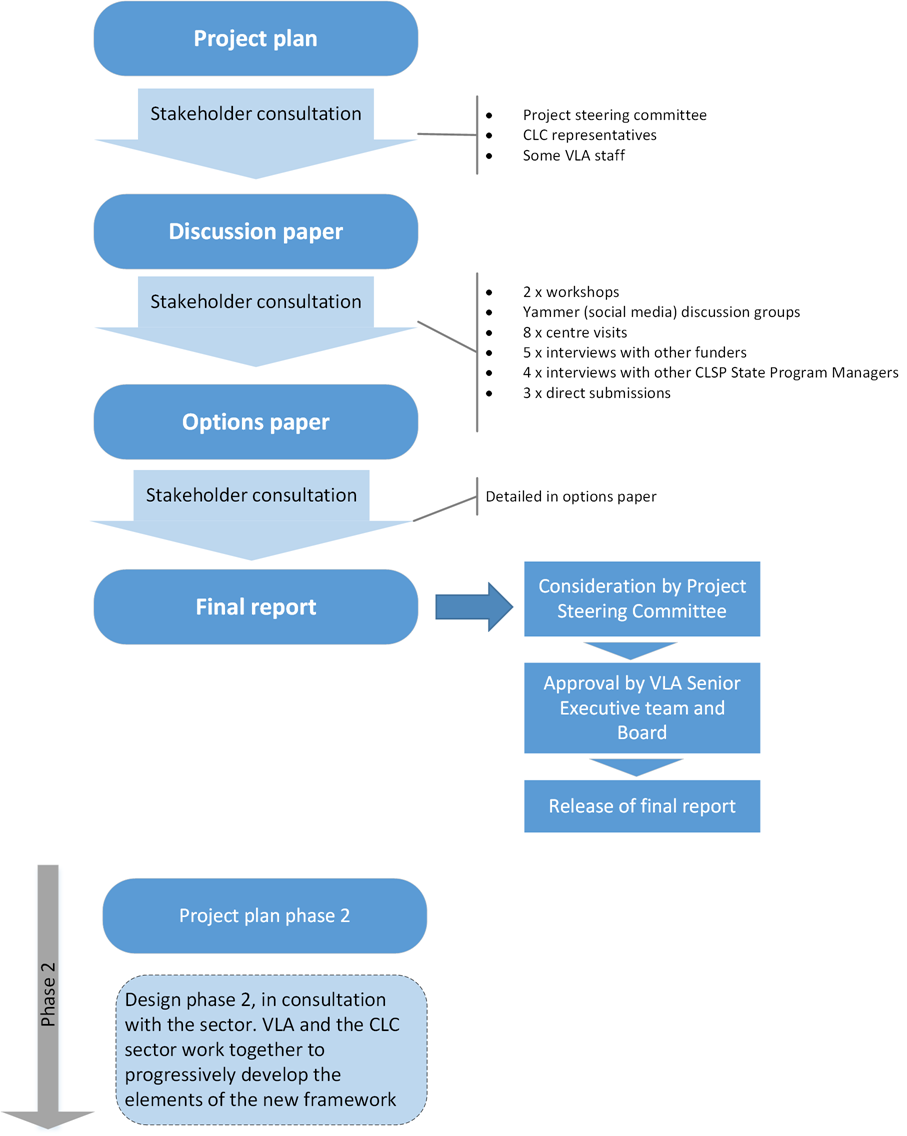 Project plan
Stakeholder consultation
• Project steering committee
• CLC representatives
• Some VLA staff
Discussion paper
Stakeholder consultation
• 2 x workshops
• Yammer (social media) discussion groups
• 8 x centre visits
• 5 x interviews with other funders
• 4 x interviews with other CLSP State Program Managers
• 3 x direct submissions
Options paper
Stakeholder consultation
Detailed in options paper
Final report
Consideration by Project
Steering Committee
Approval by VLA Senior
Executive team and
Board
Release of final report
Phase 2
Project plan phase 2
Design phase 2, in consultation
with the sector. VLA and the CLC
sector work together to
progressively develop the
elements of the new framework